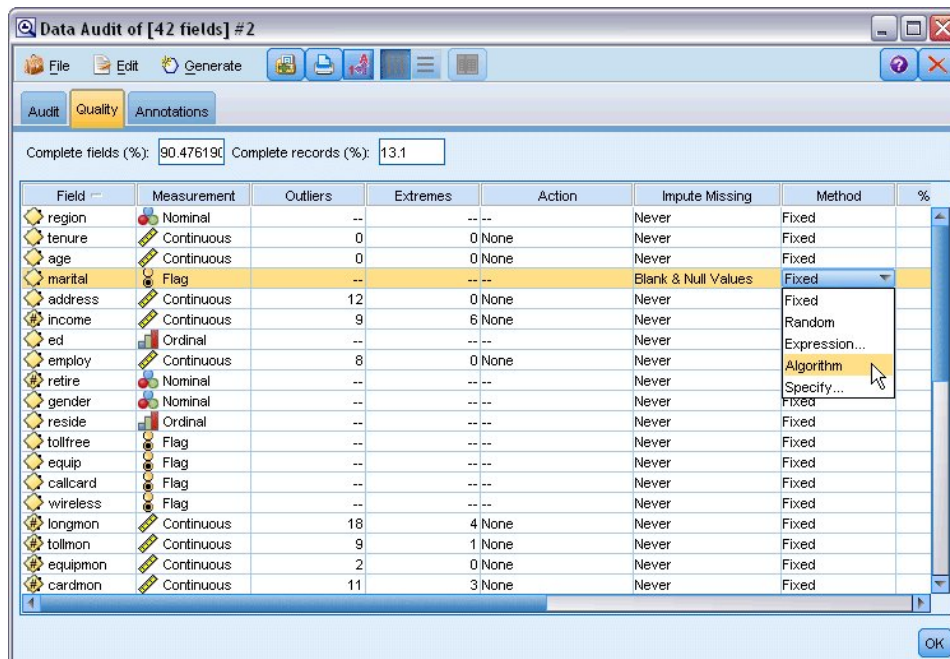 Data Audit of [42 fields] #2
File Edit Generate
Audit Quality Annotations
Complete fields (%): 90.476190 Complete records (%): 13.1
Field Measurement Outliers Extremes Action Impute Missing Method %
region Nominal -- -- -- Never Fixed
tenure Continuous 0 0 None Never Fixed
age Continuous 0 0 None Never Fixed
marital Flag -- -- -- Blank & Null Values Fixed
address Continuous 12 0 None Never Fixed
income Continuous 9 6 None Never Random
ed Ordinal -- -- -- Never Expression...
employ Continuous 8 0 None Never Algorithm
retire Nominal -- -- -- Never Specify...
gender Nominal -- -- -- Never Fixed
reside Ordinal -- -- -- Never Fixed
tollfree Flag -- -- -- Never Fixed
equip Flag -- -- -- Never Fixed
callcard Flag -- -- -- Never Fixed
wireless Flag -- -- -- Never Fixed
longmon Continuous 18 4 None Never Fixed
tollmon Continuous 9 1 None Never Fixed
equipmon Continuous 2 0 None Never Fixed
cardmon Continuous 11 3 None Never Fixed
OK